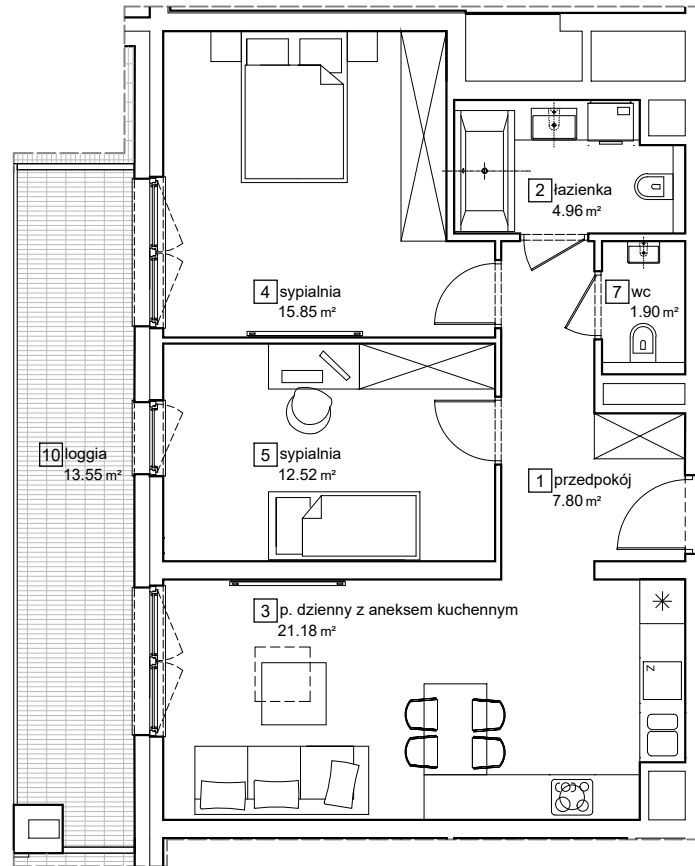 2 łazienka
4.96 m²
4 sypialnia
15.85 m²
7 wc
1.90 m²
10 loggia
13.55 m²
5 sypialnia
12.52 m²
1 przedpokój
7.80 m²
3 p. dzienny z aneksem kuchennym
21.18 m²
Z